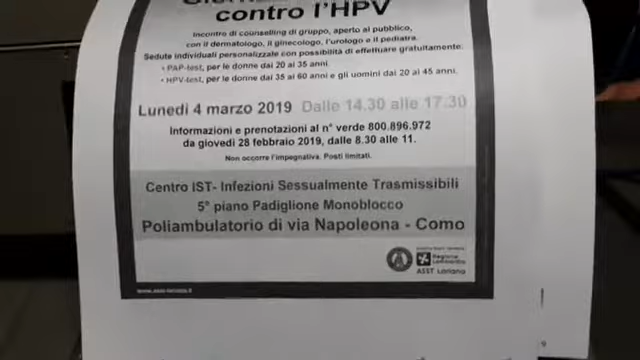 contro l'HPV
Incontro di counselling di gruppo, aperto al pubblico,
con il dermatologo, il ginecologo, l'urologo e il pediatra.
Sedute individuali personalizzate con possibilità di effettuare gratuitamente:
• PAP-test, per le donne dai 20 ai 35 anni.
• HPV-test, per le donne dai 35 ai 60 anni e gli uomini dai 20 ai 45 anni.
Lunedì 4 marzo 2019 Dalle 14.30 alle 17.30
Informazioni e prenotazioni al n° verde 800.896.972
da giovedì 28 febbraio 2019, dalle 8.30 alle 11.
Non occorre l'impegnativa. Posti limitati.
Centro IST- Infezioni Sessualmente Trasmissibili
5° piano Padiglione Monoblocco
Poliambulatorio di via Napoleona - Como
Regione
Lombardia
ASST Lariana